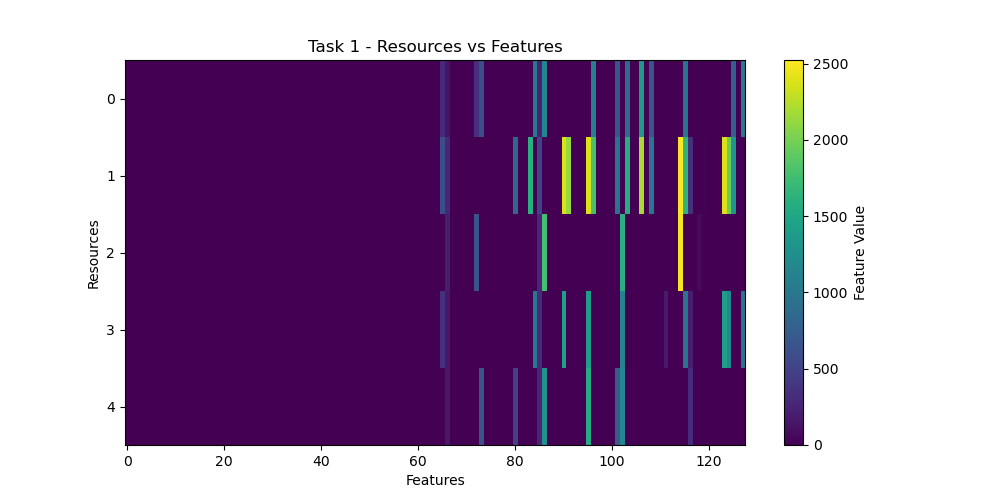 Task 1 - Resources vs Features
Resources
0
1
2
3
4
0 20 40 60 80 100 120
Features
2500
2000
1500
1000
500
0
Feature Value